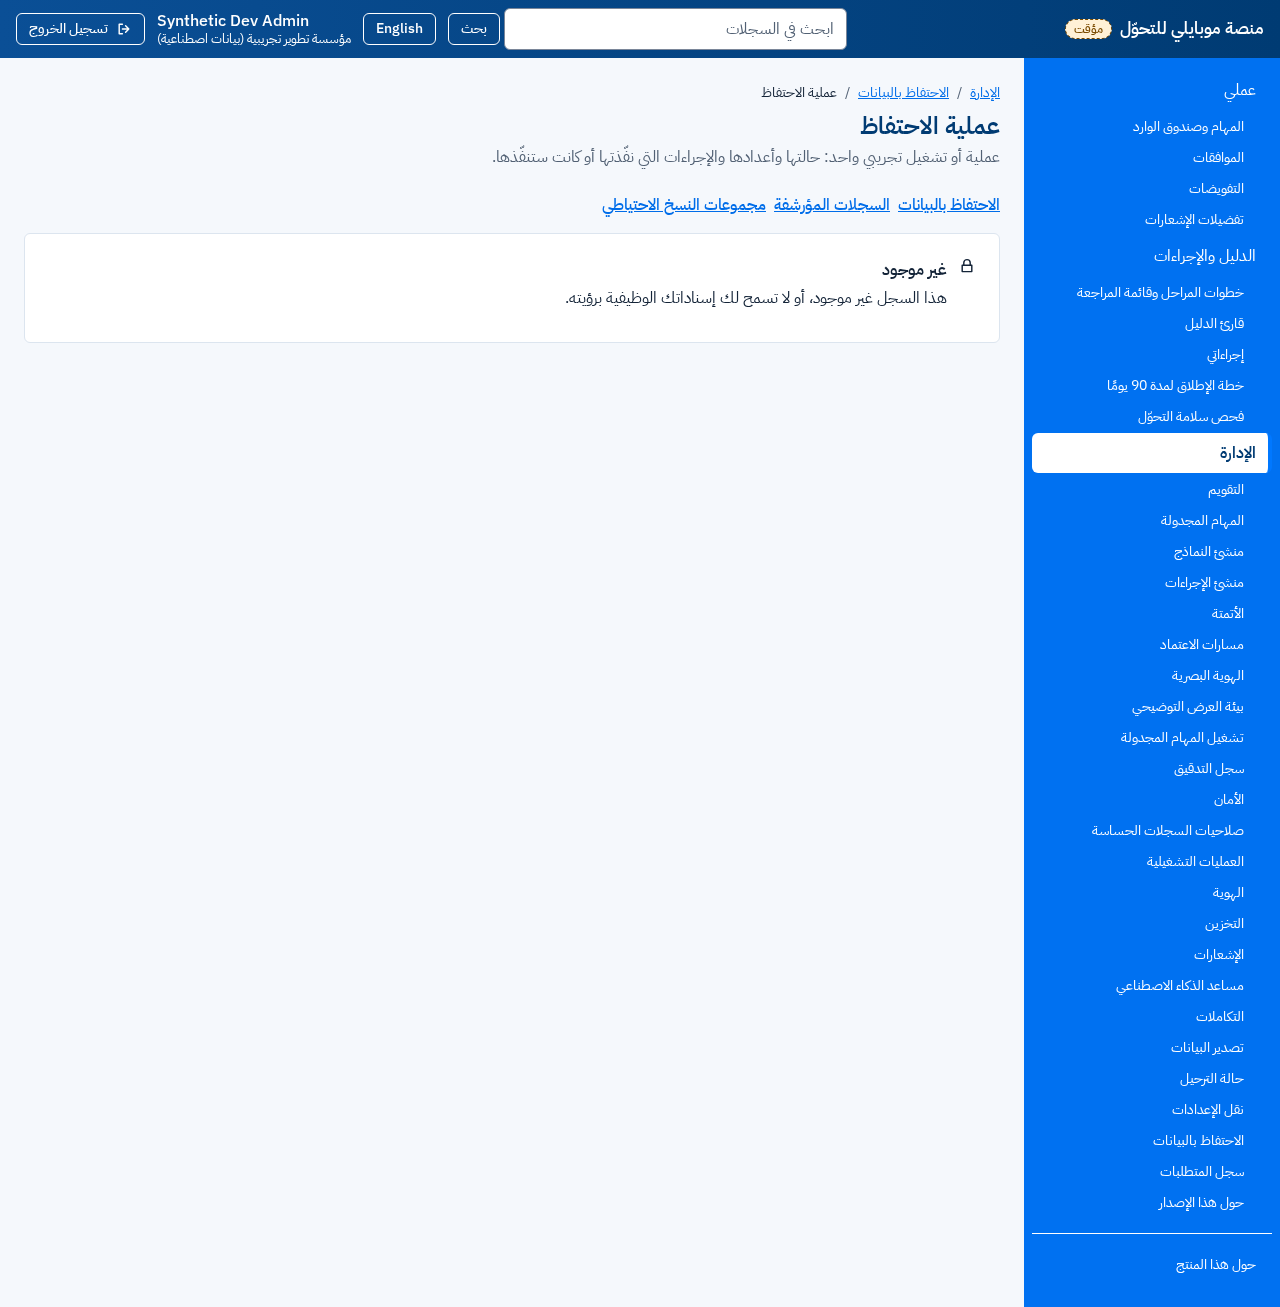 منصة موبايلي للتحوّل مؤقت
ابحث في السجلات
بحث
English
Synthetic Dev Admin
مؤسسة تطوير تجريبية (بيانات اصطناعية)
تسجيل الخروج
عملي
المهام وصندوق الوارد
الموافقات
التفويضات
تفضيلات الإشعارات
الدليل والإجراءات
خطوات المراحل وقائمة المراجعة
قارئ الدليل
إجراءاتي
خطة الإطلاق لمدة 90 يومًا
فحص سلامة التحوّل
الإدارة
التقويم
المهام المجدولة
منشئ النماذج
منشئ الإجراءات
الأتمتة
مسارات الاعتماد
الهوية البصرية
بيئة العرض التوضيحي
تشغيل المهام المجدولة
سجل التدقيق
الأمان
صلاحيات السجلات الحساسة
العمليات التشغيلية
الهوية
التخزين
الإشعارات
مساعد الذكاء الاصطناعي
التكاملات
تصدير البيانات
حالة الترحيل
نقل الإعدادات
الاحتفاظ بالبيانات
سجل المتطلبات
حول هذا الإصدار
حول هذا المنتج
الإدارة / الاحتفاظ بالبيانات / عملية الاحتفاظ
عملية الاحتفاظ
عملية أو تشغيل تجريبي واحد: حالتها وأعدادها والإجراءات التي نفّذتها أو كانت ستنفّذها.
الاحتفاظ بالبيانات السجلات المؤرشفة مجموعات النسخ الاحتياطي
غير موجود
هذا السجل غير موجود، أو لا تسمح لك إسناداتك الوظيفية برؤيته.